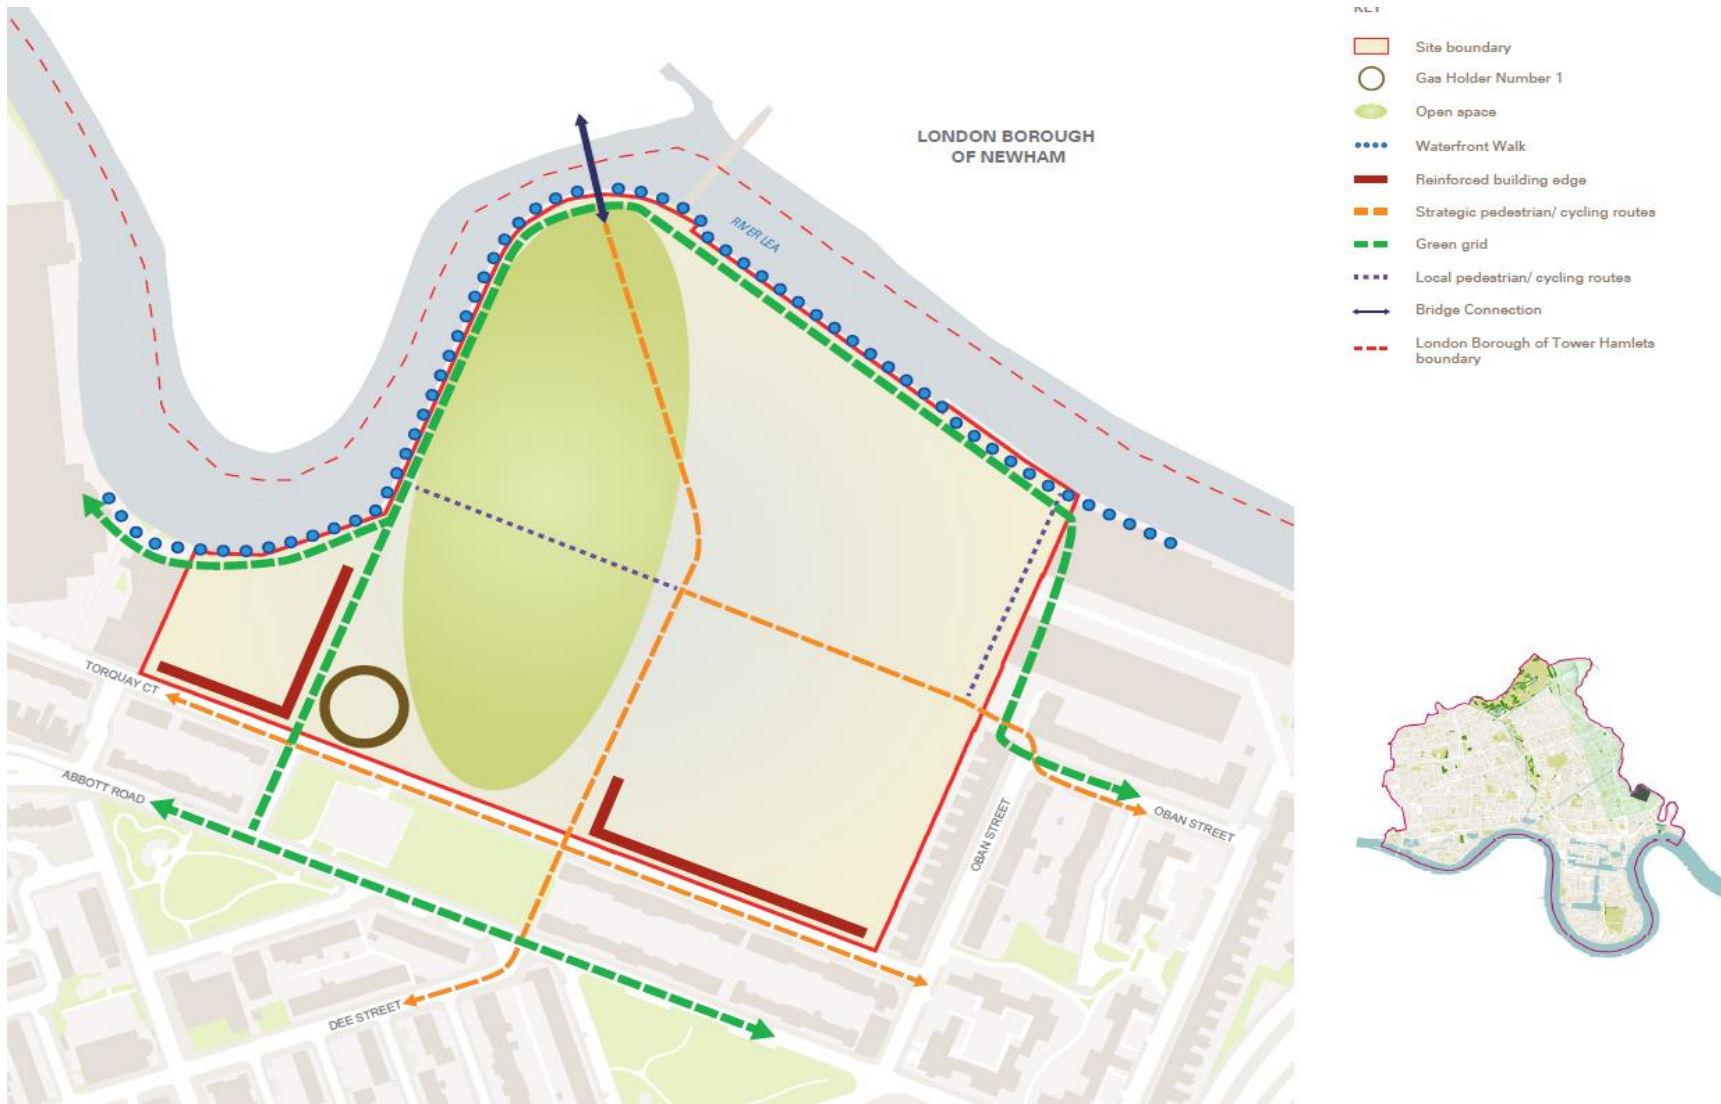 KEY
Site boundary
Gas Holder Number 1
Open space
Waterfront Walk
Reinforced building edge
Strategic pedestrian/ cycling routes
Green grid
Local pedestrian/ cycling routes
Bridge Connection
London Borough of Tower Hamlets
boundary
LONDON BOROUGH
OF NEWHAM
RIVER LEA
TORQUAY CT
ABBOTT ROAD
DEE STREET
OBAN STREET
OBAN STREET